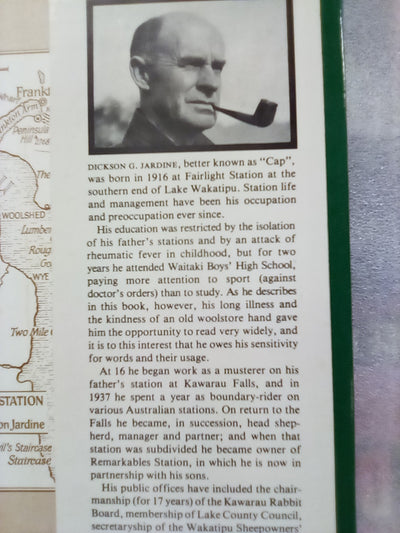 Frankt
kton Arm
Peninsula
Hill
WOOLSHED
Lumber
Roug
Go
WYE
Two Mile
STATION
on Jardine
il's Staircase
Staircase
DICKSON G. JARDINE, better known as "Cap",
was born in 1916 at Fairlight Station at the
southern end of Lake Wakatipu. Station life
and management have been his occupation
and preoccupation ever since.
His education was restricted by the isolation
of his father's stations and by an attack of
rheumatic fever in childhood, but for two
years he attended Waitaki Boys' High School,
paying more attention to sport (against
doctor's orders) than to study. As he describes
in this book, however, his long illness and
the kindness of an old woolstore hand gave
him the opportunity to read very widely, and
it is to this interest that he owes his sensitivity
for words and their usage.
At 16 he began work as a musterer on his
father's station at Kawarau Falls, and in
1937 he spent a year as boundary-rider on
various Australian stations. On return to the
Falls he became, in succession, head shep-
herd, manager and partner; and when that
station was subdivided he became owner of
Remarkables Station, in which he is now in
partnership with his sons.
His public offices have included the chair-
manship (for 17 years) of the Kawarau Rabbit
Board, membership of Lake County Council,
secretaryship of the Wakatipu Sheepowners'